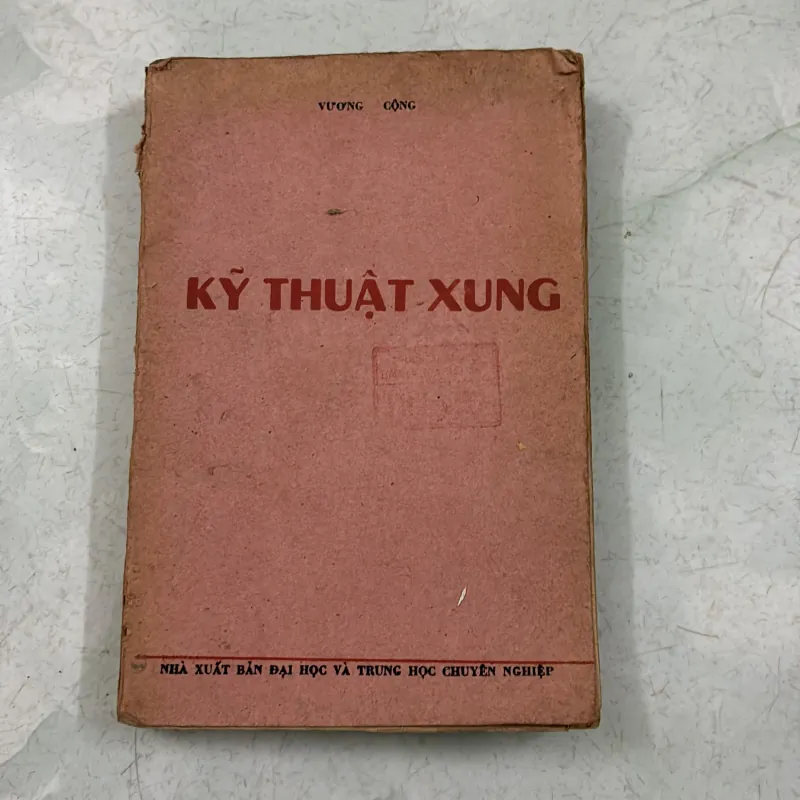 VƯƠNG CỘNG
KỸ THUẬT XUNG
NHÀ XUẤT BẢN ĐẠI HỌC VÀ TRUNG HỌC CHUYÊN NGHIỆP